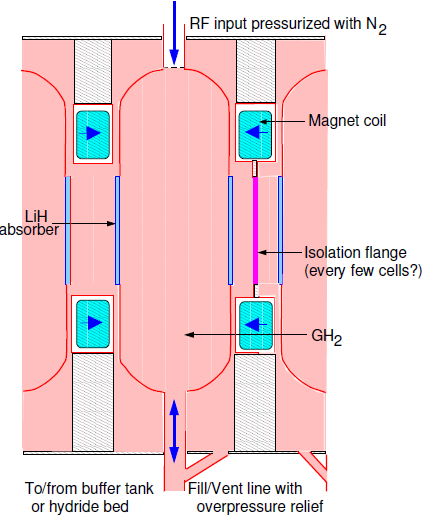 RF input pressurized with N2
Magnet coil
LiH
absorber
Isolation flange
(every few cells?)
GH2
To/from buffer tank
or hydride bed
Fill/Vent line with
overpressure relief